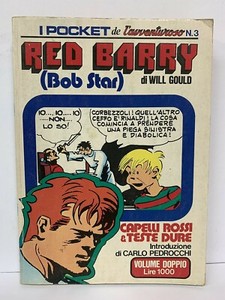 I POCKET de l'avventuroso N.3
RED BARRY
(Bob Star)
di WILL GOULD
IO.... IO....
NON....
LO SO!
(CORBEZZOLI! QUELL'ALTRO
CEFFO E' RINALDI! LA COSA
COMINCIA A PRENDERE
UNA PIEGA SINISTRA
E DIABOLICA!
CAPELLI ROSSI
& TESTE DURE
Introduzione
di CARLO PEDROCCHI
VOLUME DOPPIO
Lire 1000